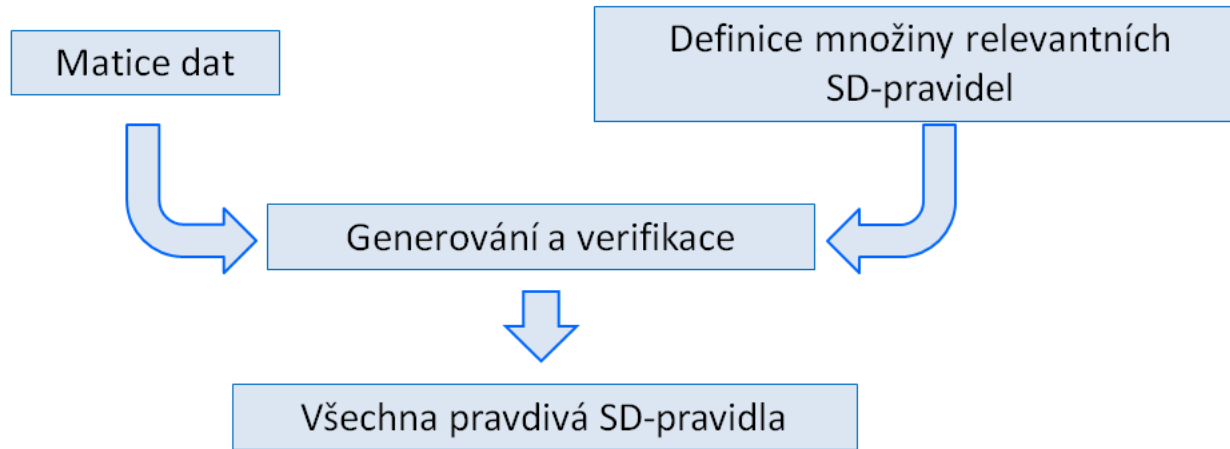 Matice dat
Definice množiny relevantních
SD-pravidel
Generování a verifikace
Všechna pravdivá SD-pravidla